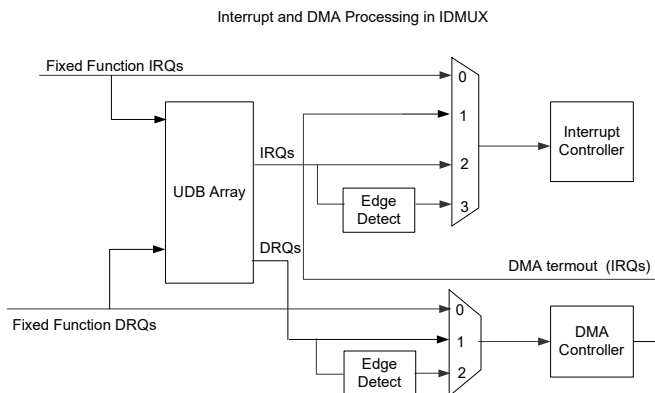 Interrupt and DMA Processing in IDMUX
Fixed Function IRQs
0
1
Interrupt
Controller
IRQs
2
UDB Array
Edge
Detect
3
DRQs
DMA termout (IRQs)
0
Fixed Function DRQs
DMA
Controller
1
Edge
Detect
2